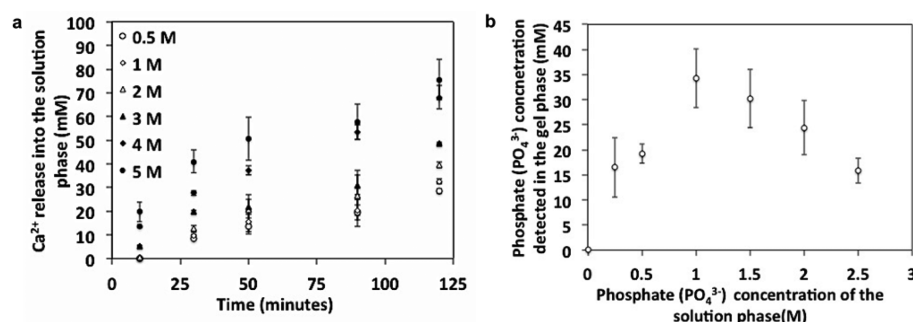 a
Ca²⁺ release into the solution
phase (mM)
100
90
80
70
60
50
40
30
20
10
0
0.5 M
1 M
2 M
3 M
4 M
5 M
0 25 50 75 100 125
Time (minutes)
b
Phosphate (PO₄³⁻) concnetration
detected in the gel phase (mM)
45
40
35
30
25
20
15
10
5
0
0 0.5 1 1.5 2 2.5 3
Phosphate (PO₄³⁻) concentration of the
solution phase(M)